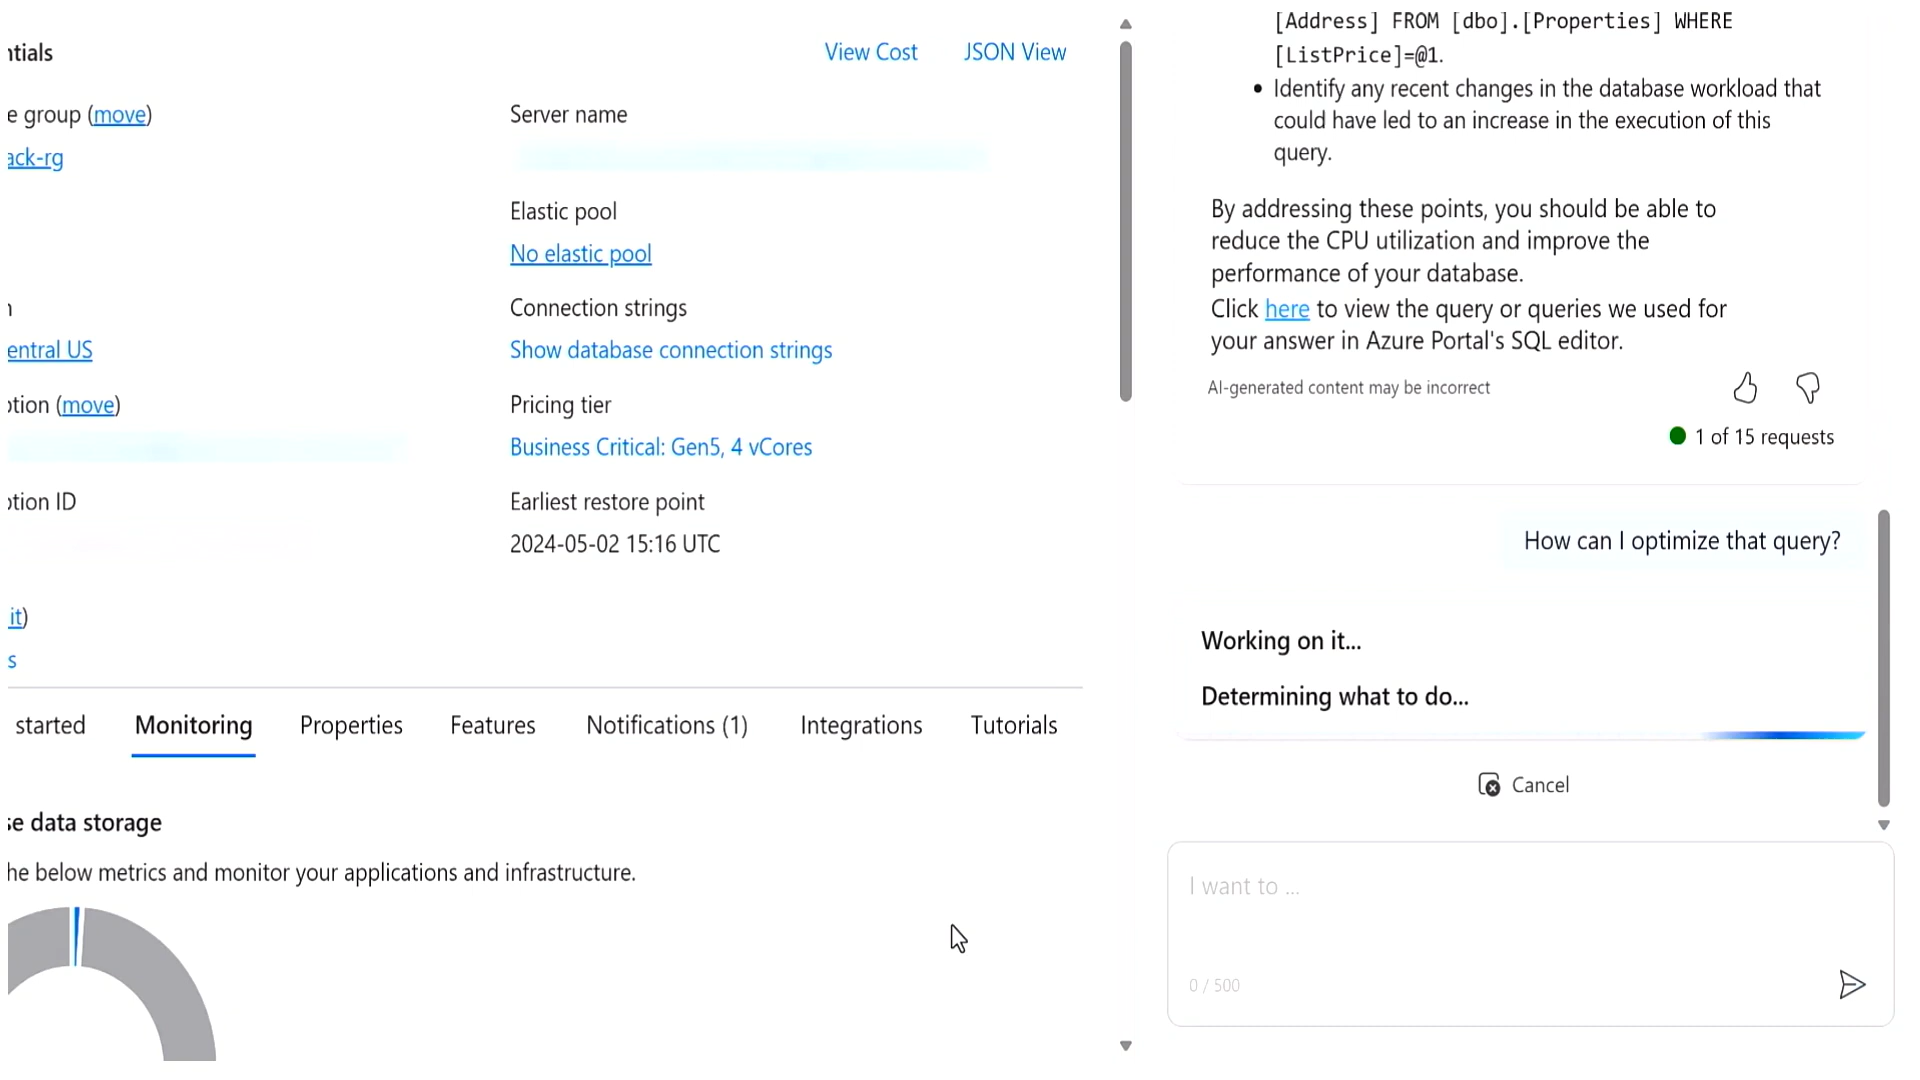 ntials
View Cost
JSON View
e group (move)
ack-rg
Server name
Elastic pool
No elastic pool
Connection strings
entral US
Show database connection strings
ption (move)
Pricing tier
Business Critical: Gen5, 4 vCores
ption ID
Earliest restore point
2024-05-02 15:16 UTC
it)
s
started
Monitoring
Properties
Features
Notifications (1)
Integrations
Tutorials
se data storage
he below metrics and monitor your applications and infrastructure.
[Address] FROM [dbo].[Properties] WHERE
[ListPrice]=@1.
• Identify any recent changes in the database workload that
could have led to an increase in the execution of this
query.
By addressing these points, you should be able to
reduce the CPU utilization and improve the
performance of your database.
Click here to view the query or queries we used for
your answer in Azure Portal's SQL editor.
AI-generated content may be incorrect
1 of 15 requests
How can I optimize that query?
Working on it...
Determining what to do...
Cancel
I want to ...
0 / 500